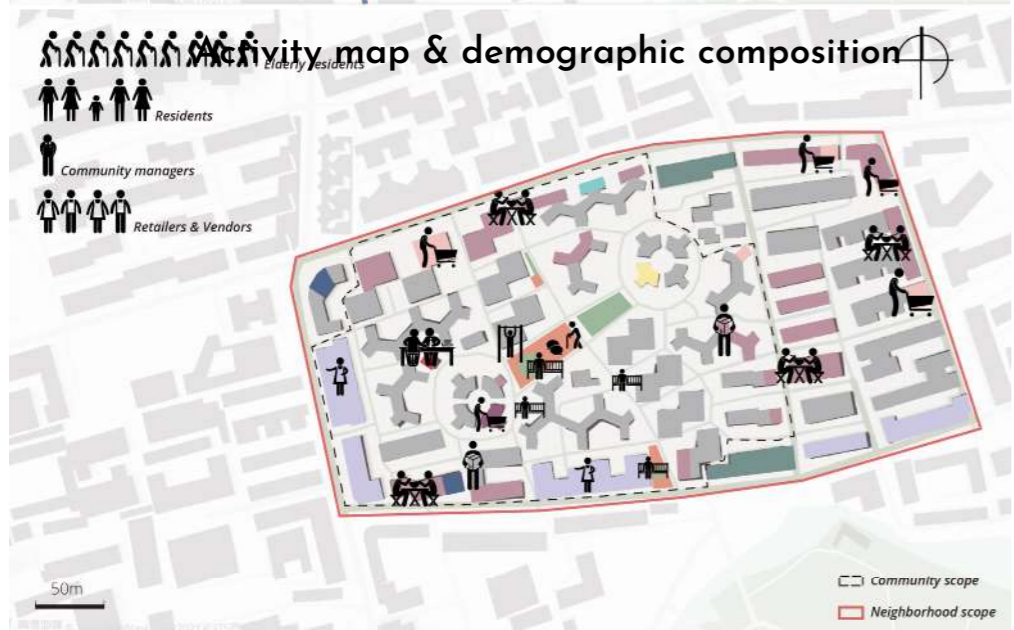 Activity map & demographic composition
Elderly residents
Residents
Community managers
Retailers & Vendors
50m
Community scope
Neighborhood scope